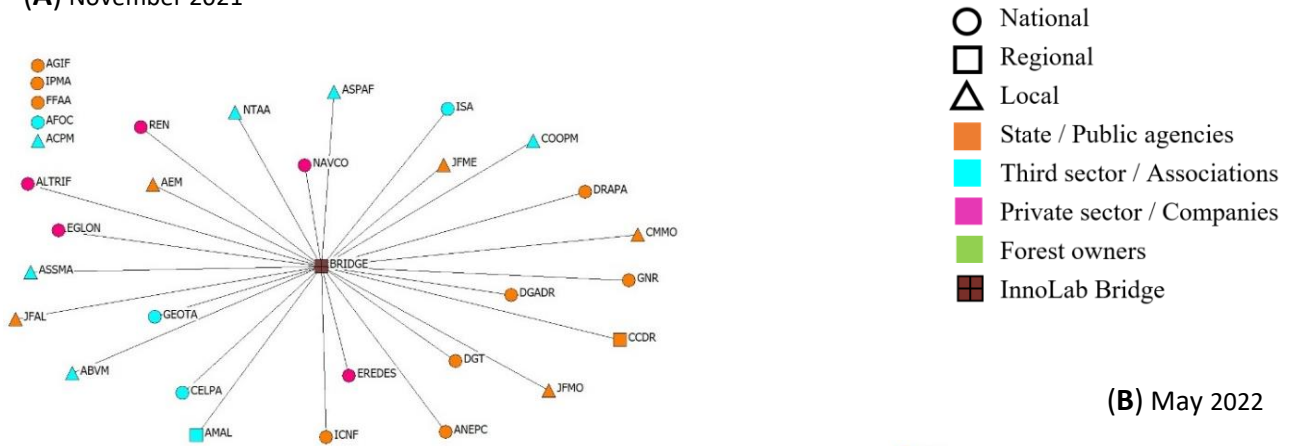 (A) November 2021
AGIF
IPMA
FFAA
AFOC
ACPM
REN
NTAA
ASPAF
ISA
COOPM
NAVCO
JFME
ALTRIF
AEM
DRAPA
EGLON
CMMO
ASSMA
BRIDGE
GNR
DGADR
JFAL
GEOTA
CCDR
ABVM
CELPA
EREDES
DGT
JFMO
AMAL
ICNF
ANEPC
National
Regional
Local
State / Public agencies
Third sector / Associations
Private sector / Companies
Forest owners
InnoLab Bridge
(B) May 2022